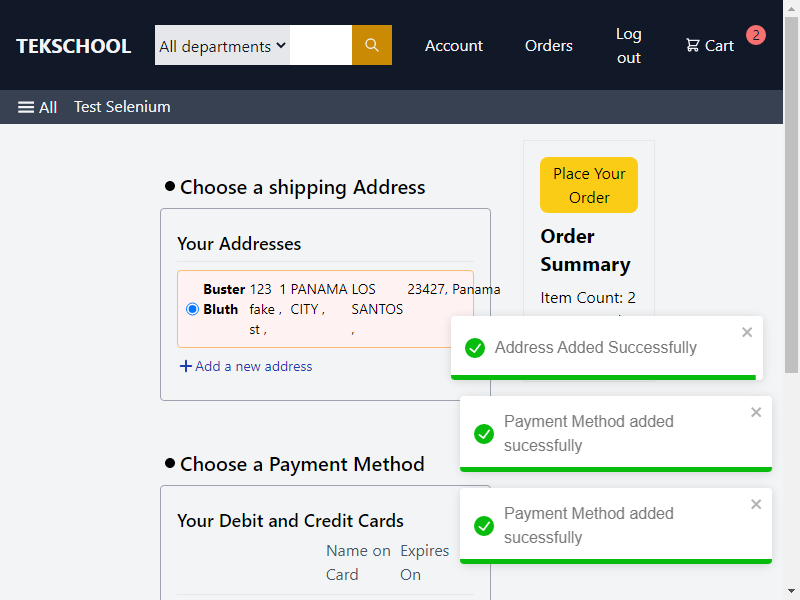 TEKSCHOOL
All departments
Account
Orders
Log
out
Cart
2
All
Test Selenium
Choose a shipping Address
Your Addresses
Buster 123 1 PANAMA LOS 23427, Panama
Bluth fake , CITY , SANTOS
st , ,
Add a new address
Place Your
Order
Order
Summary
Item Count: 2
Address Added Successfully
Payment Method added
sucessfully
Payment Method added
sucessfully
Choose a Payment Method
Your Debit and Credit Cards
Name on Expires
Card On